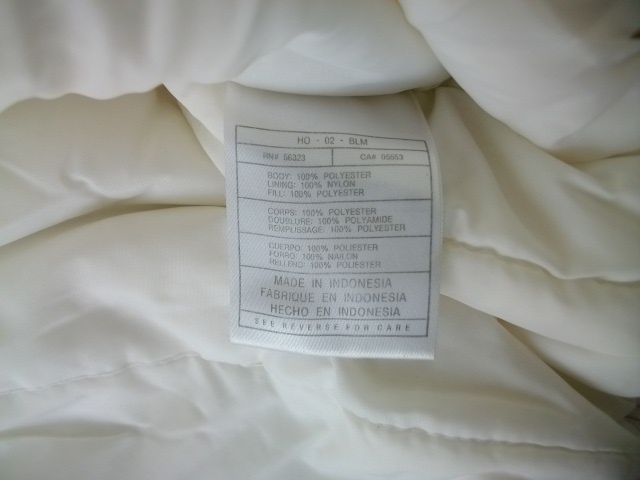 HO - 02 - BLM
RN# 56323 CA# 05553
BODY: 100% POLYESTER
LINING: 100% NYLON
FILL: 100% POLYESTER
CORPS: 100% POLYESTER
DOUBLURE: 100% POLYAMIDE
REMPLISSAGE: 100% POLYESTER
CUERPO: 100% POLIESTER
FORRO: 100% NAILON
RELLENO: 100% POLIESTER
MADE IN INDONESIA
FABRIQUE EN INDONESIA
HECHO EN INDONESIA
SEE REVERSE FOR CARE